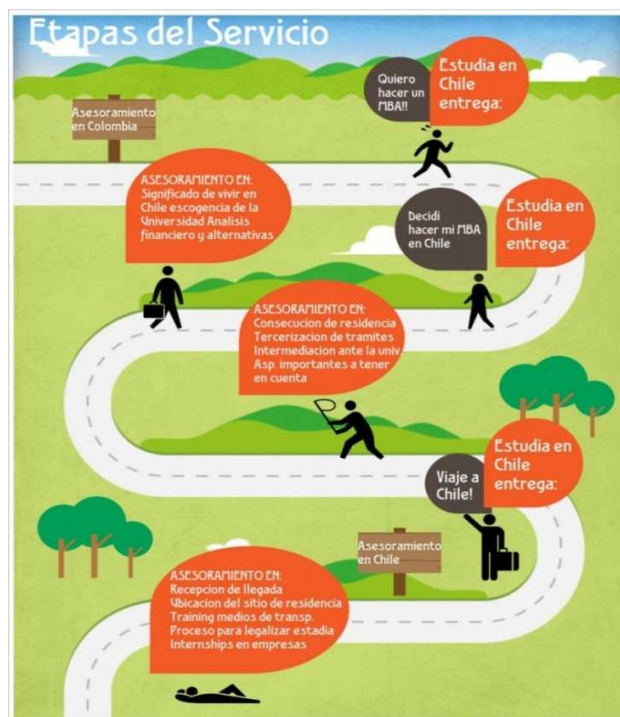 Etapas del Servicio
Quiero
hacer un
MBA!!
Estudia en
Chile
entrega:
Asesoramiento
en Colombia
ASESORAMIENTO EN:
Significado de vivir en
Chile escogencia de la
Universidad Analisis
financiero y alternativas
Decidi
hacer mi MBA
en Chile
Estudia en
Chile
entrega:
ASESORAMIENTO EN:
Consecucion de residencia
Tercerizacion de tramites
Intermediacion ante la univ.
Asp. importantes a tener
en cuenta
Viaje a
Chile!
Estudia en
Chile
entrega:
Asesoramiento
en Chile
ASESORAMIENTO EN:
Recepcion de llegada
Ubicacion del sitio de residencia
Training medios de transp.
Proceso para legalizar estadia
Internships en empresas